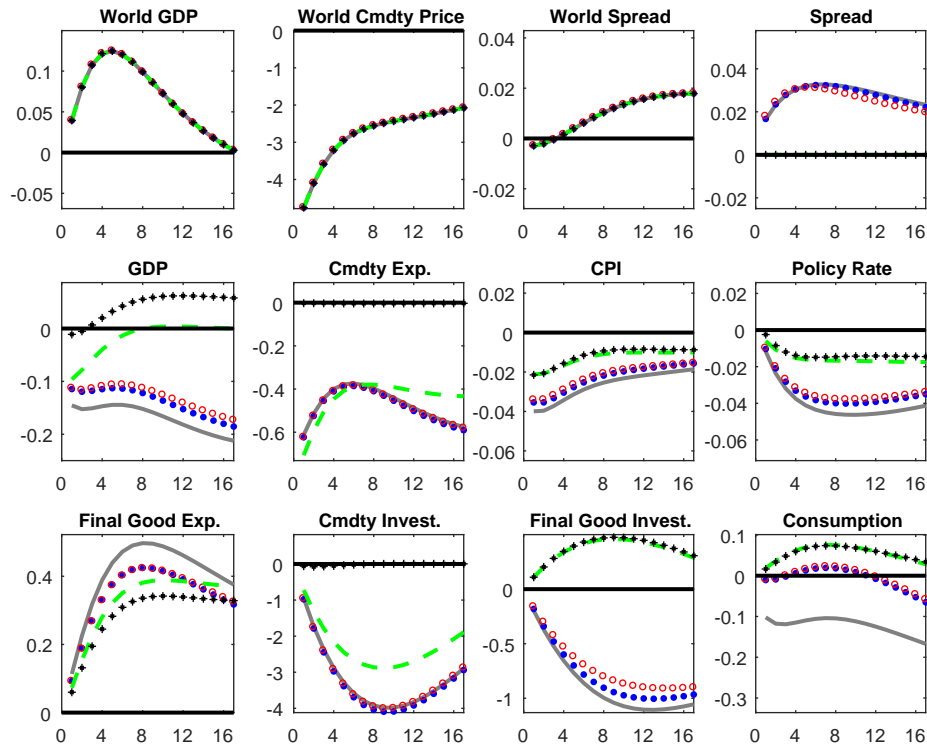 World GDP
World Cmdty Price
World Spread
Spread
0.1
0.05
0
-0.05
0 4 8 12 16
0
-1
-2
-3
-4
0 4 8 12 16
0.04
0.02
0
-0.02
0 4 8 12 16
0.04
0.02
0
-0.02
0 4 8 12 16
GDP
Cmdty Exp.
CPI
Policy Rate
0
-0.1
-0.2
0 4 8 12 16
0
-0.2
-0.4
-0.6
0 4 8 12 16
0.02
0
-0.02
-0.04
-0.06
0 4 8 12 16
0.02
0
-0.02
-0.04
-0.06
0 4 8 12 16
Final Good Exp.
Cmdty Invest.
Final Good Invest.
Consumption
0.4
0.2
0
0 4 8 12 16
0
-1
-2
-3
-4
0 4 8 12 16
0
-0.5
-1
0 4 8 12 16
0.1
0
-0.1
-0.2
-0.3
0 4 8 12 16